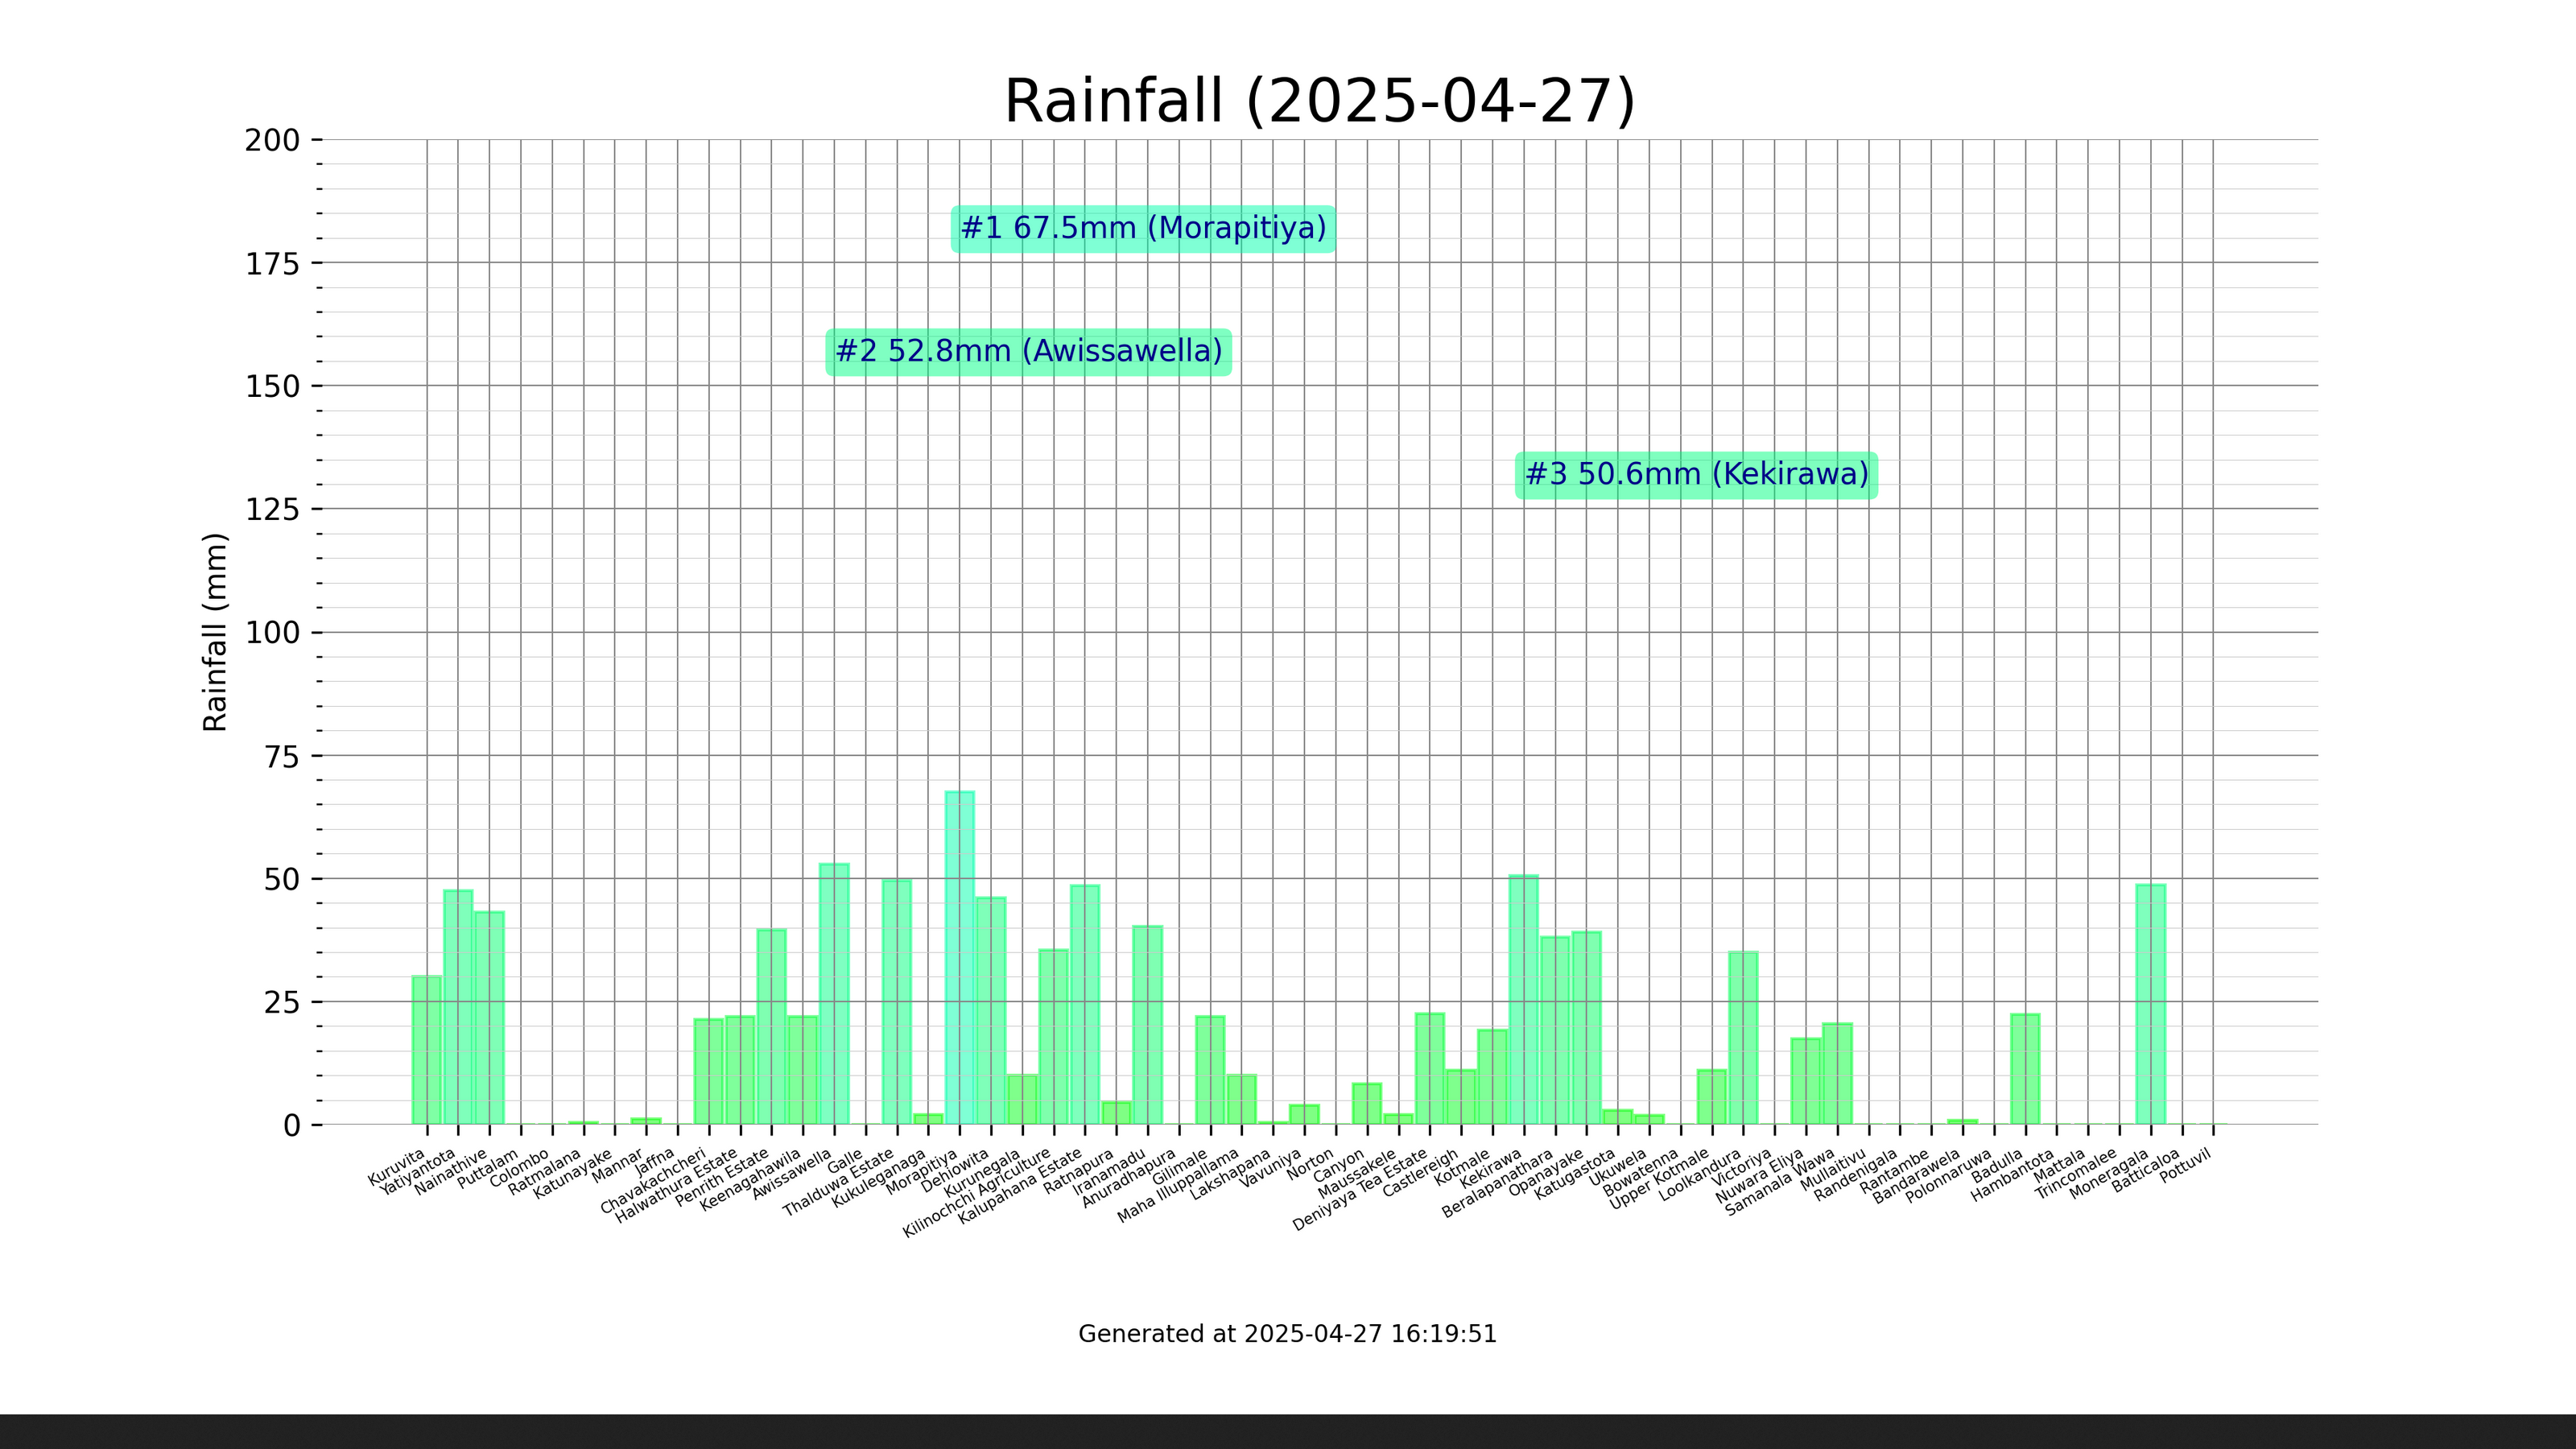 Rainfall (2025-04-27)
200
175
150
125
100
75
50
25
0
Rainfall (mm)
#1 67.5mm (Morapitiya)
#2 52.8mm (Awissawella)
#3 50.6mm (Kekirawa)
Kuruvita
Yatiyantota
Nainathive
Puttalam
Colombo
Ratmalana
Katunayake
Mannar
Jaffna
Chavakachcheri
Halwathura Estate
Penrith Estate
Keenagahawila
Awissawella
Galle
Thalduwa Estate
Kukuleganaga
Morapitiya
Dehiowita
Kurunegala
Kilinochchi Agriculture
Kalupahana Estate
Ratnapura
Iranamadu
Anuradhapura
Gilimale
Maha Illuppallama
Lakshapana
Vavuniya
Norton
Canyon
Maussakele
Deniyaya Tea Estate
Castlereigh
Kotmale
Kekirawa
Beralapanathara
Opanayake
Katugastota
Ukuwela
Bowatenna
Upper Kotmale
Loolkandura
Victoriya
Nuwara Eliya
Samanala Wawa
Mullaitivu
Randenigala
Rantambe
Bandarawela
Polonnaruwa
Badulla
Hambantota
Mattala
Trincomalee
Moneragala
Batticaloa
Pottuvil
Generated at 2025-04-27 16:19:51